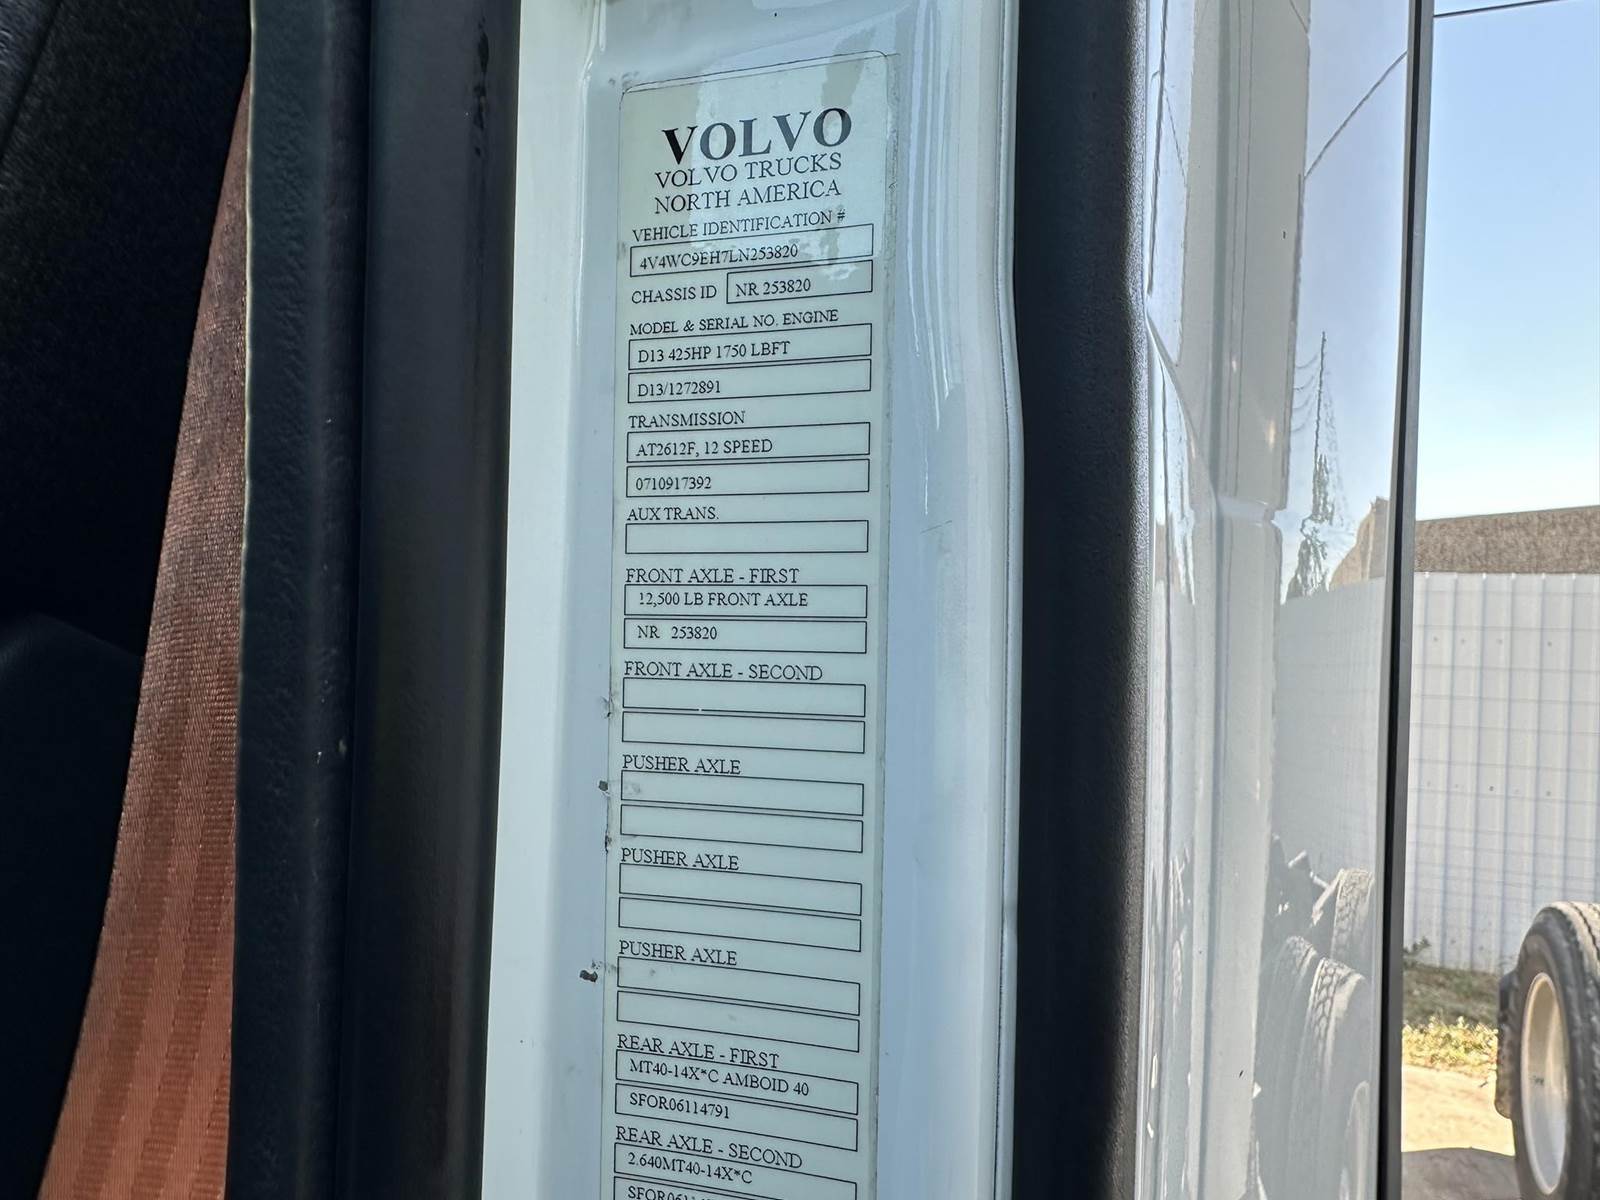 VOLVO
VOLVO TRUCKS
NORTH AMERICA
VEHICLE IDENTIFICATION #
4V4WC9EH7LN253820
CHASSIS ID NR 253820
MODEL & SERIAL NO. ENGINE
D13 425HP 1750 LBFT
D13/1272891
TRANSMISSION
AT2612F, 12 SPEED
0710917392
AUX TRANS.
FRONT AXLE - FIRST
12,500 LB FRONT AXLE
NR 253820
FRONT AXLE - SECOND
PUSHER AXLE
PUSHER AXLE
PUSHER AXLE
REAR AXLE - FIRST
MT40-14X*C AMBOID 40
SFOR06114791
REAR AXLE - SECOND
2.640MT40-14X*C